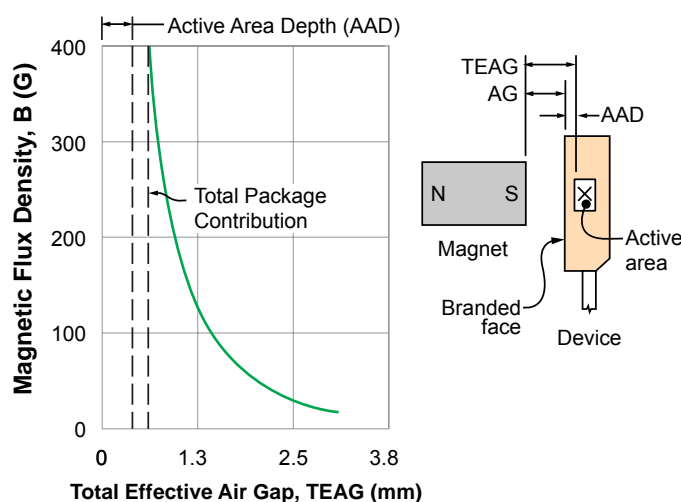 Active Area Depth (AAD)
Magnetic Flux Density, B (G)
400
300
200
100
0
Total Package
Contribution
0
1.3
2.5
3.8
Total Effective Air Gap, TEAG (mm)
TEAG
AG
AAD
N
S
Magnet
Active
area
Branded
face
Device